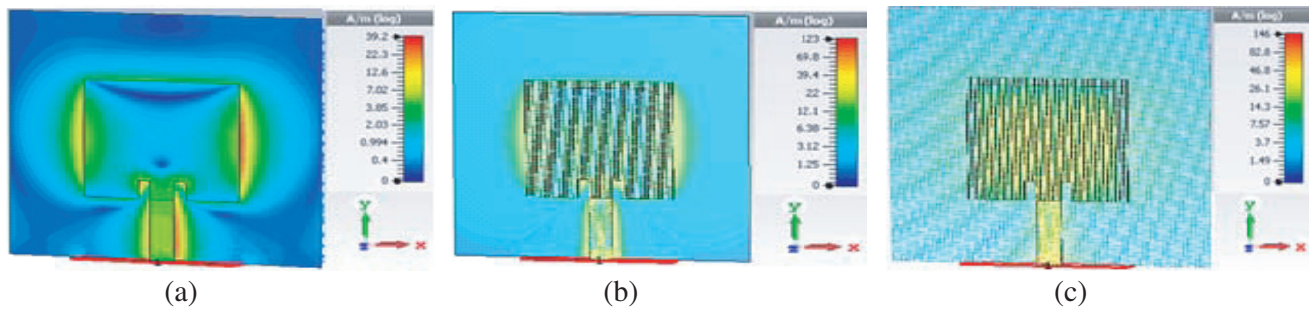 A/m (log)
39.2
22.3
12.6
7.02
3.85
2.03
0.994
0.4
0
Y
Z
X
(a)
A/m (log)
123
69.8
39.4
22
12.1
6.38
3.12
1.25
0
Y
Z
X
(b)
A/m (log)
146
82.8
46.8
26.1
14.3
7.57
3.7
1.49
0
Y
Z
X
(c)